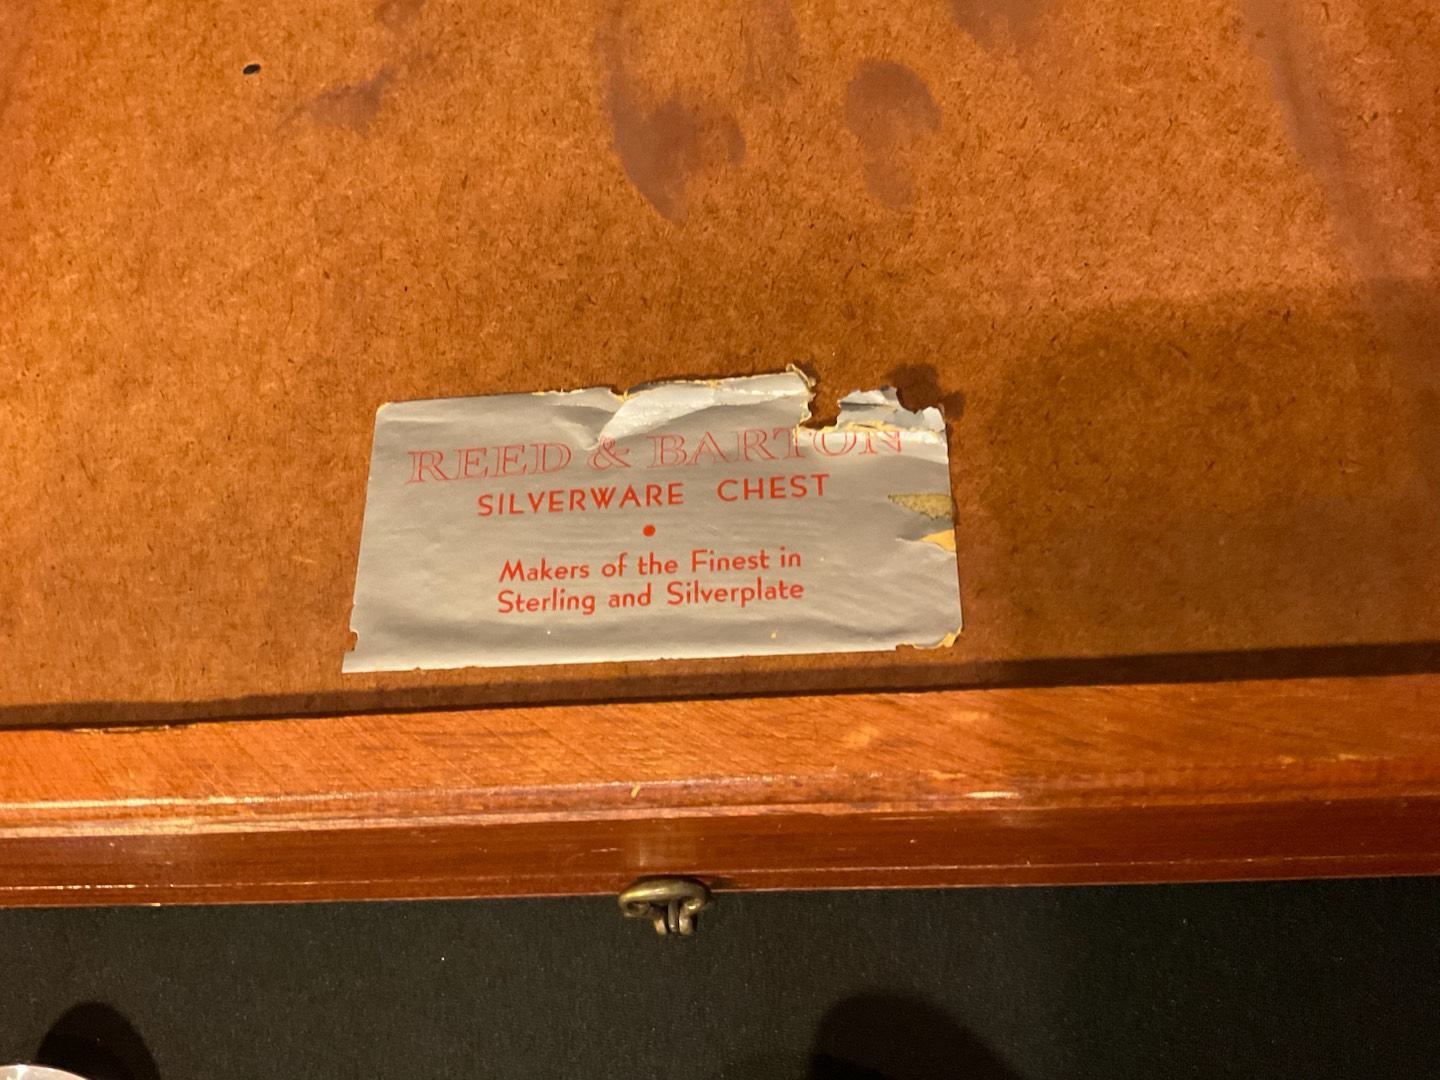 REED & BARTON
SILVERWARE CHEST
•
Makers of the Finest in
Sterling and Silverplate